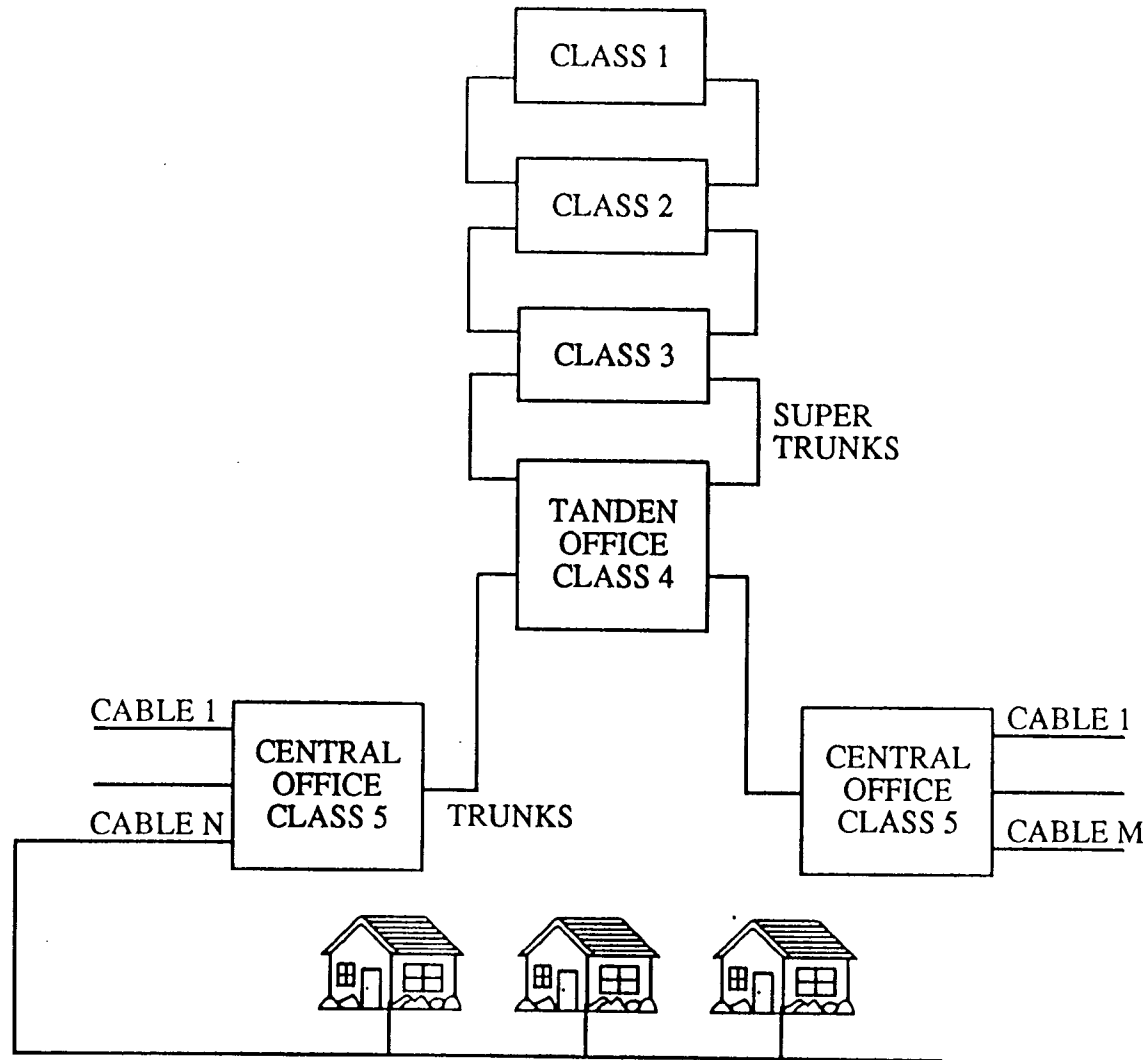 CLASS 1
CLASS 2
CLASS 3
SUPER
TRUNKS
TANDEN
OFFICE
CLASS 4
CABLE 1
CENTRAL
OFFICE
CLASS 5
CABLE N
TRUNKS
CENTRAL
OFFICE
CLASS 5
CABLE 1
CABLE M